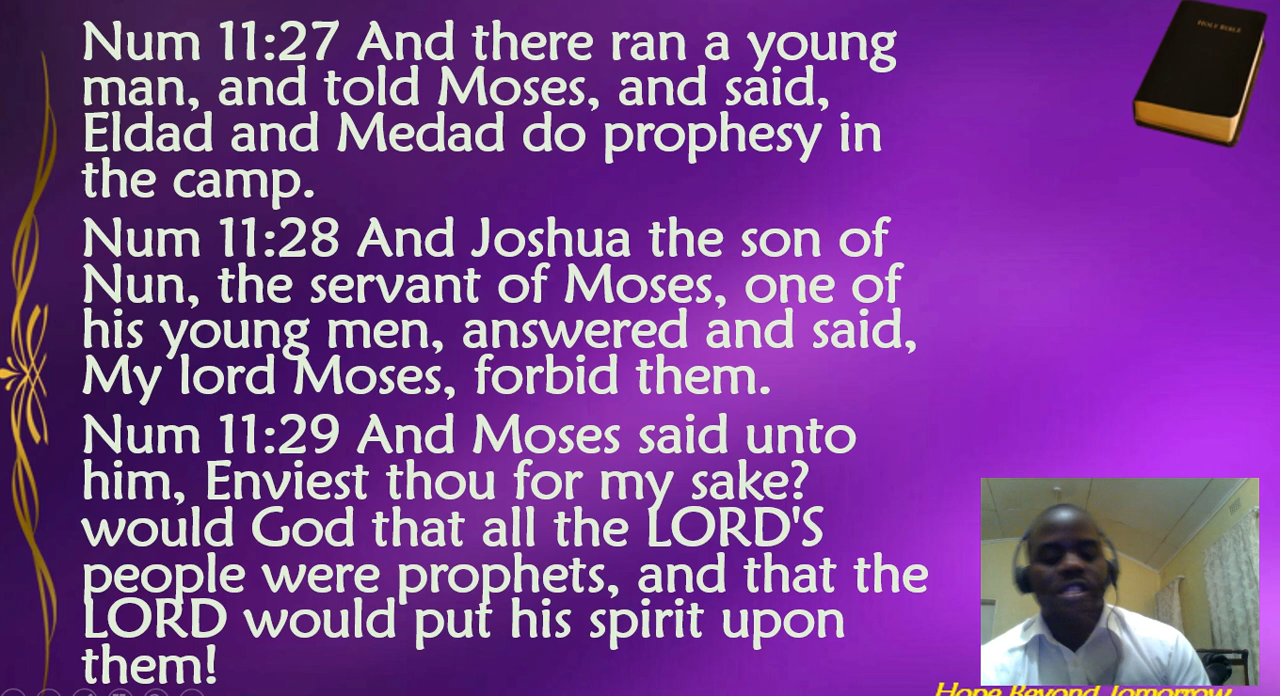 Num 11:27 And there ran a young
man, and told Moses, and said,
Eldad and Medad do prophesy in
the camp.
Num 11:28 And Joshua the son of
Nun, the servant of Moses, one of
his young men, answered and said,
My lord Moses, forbid them.
Num 11:29 And Moses said unto
him, Enviest thou for my sake?
would God that all the LORD'S
people were prophets, and that the
LORD would put his spirit upon
them!
HOLY BIBLE
Hope Beyond Tomorrow